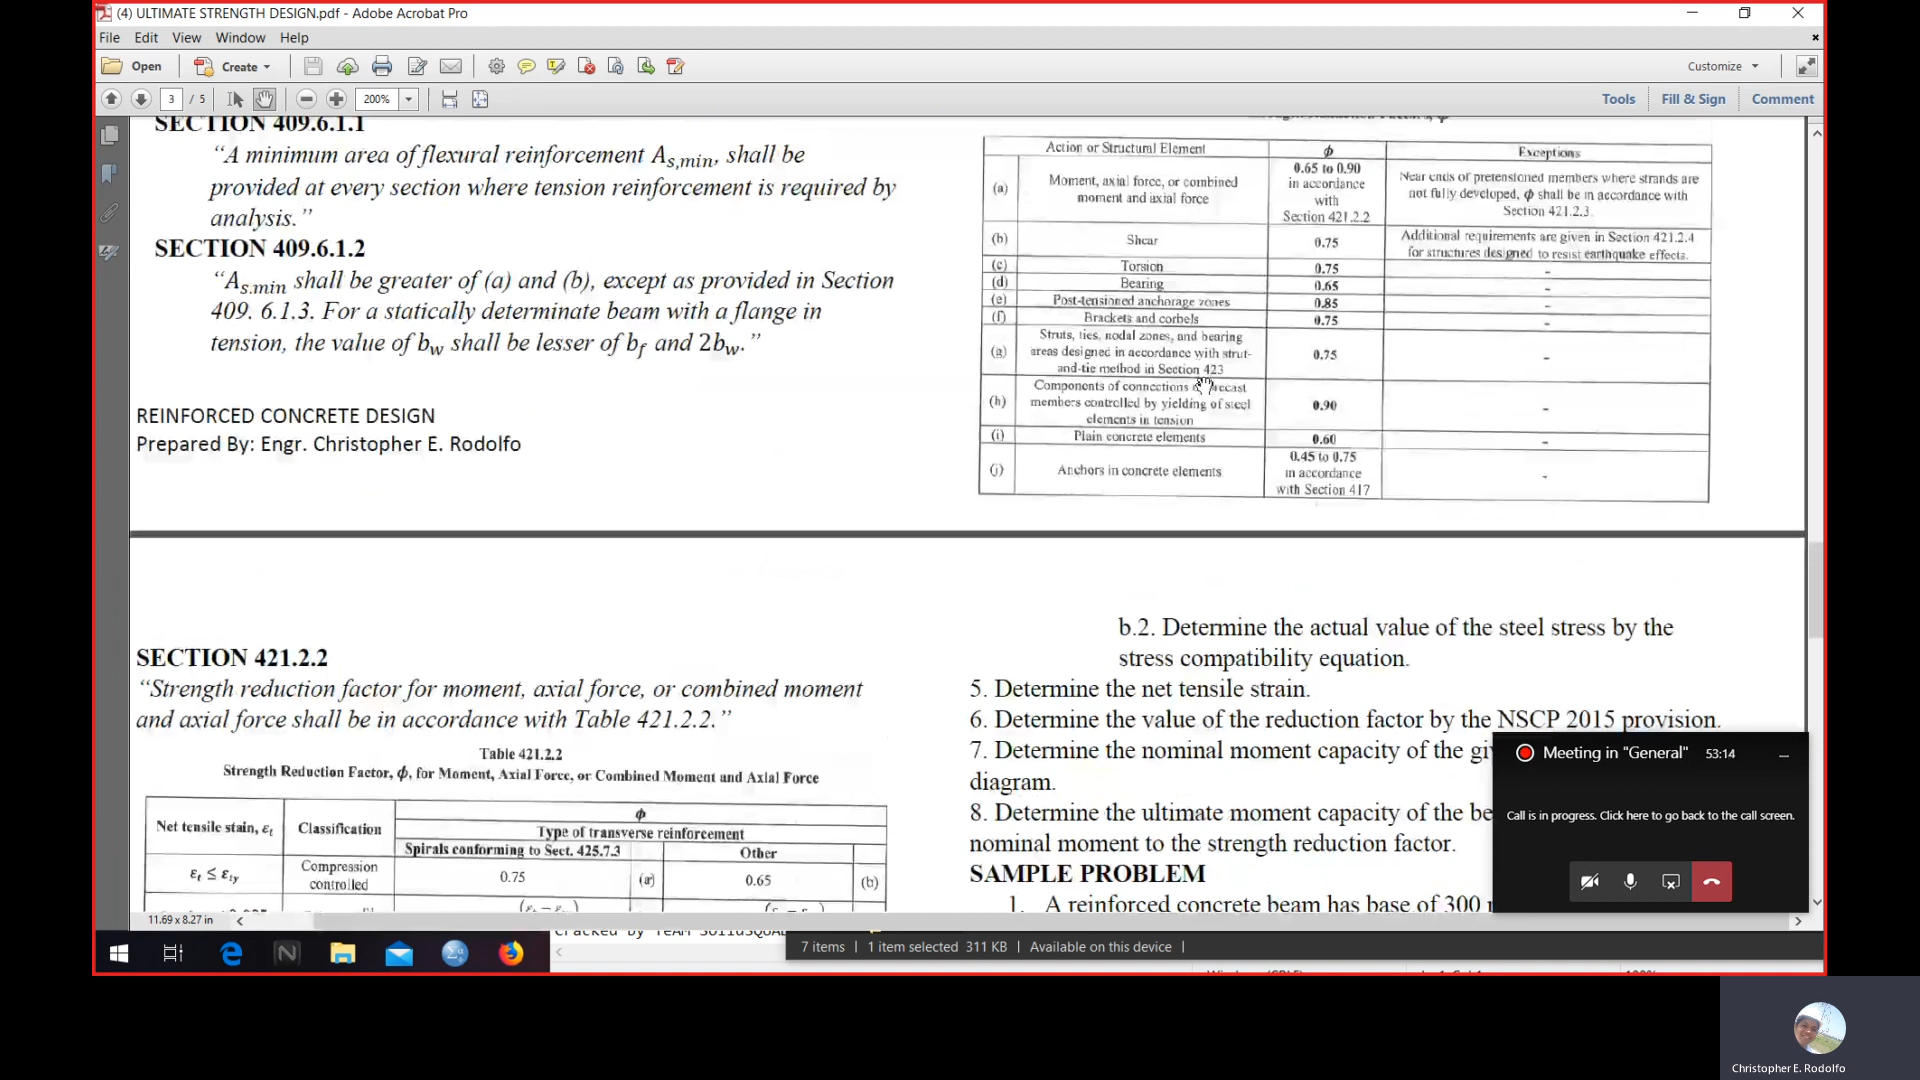 (4) ULTIMATE STRENGTH DESIGN.pdf - Adobe Acrobat Pro
File Edit View Window Help
Open Create Customize
3 / 5 200% Tools Fill & Sign Comment
SECTION 409.6.1.1
“A minimum area of flexural reinforcement As,min, shall be
provided at every section where tension reinforcement is required by
analysis.”
SECTION 409.6.1.2
“As,min shall be greater of (a) and (b), except as provided in Section
409. 6.1.3. For a statically determinate beam with a flange in
tension, the value of bw shall be lesser of bf and 2bw.”
REINFORCED CONCRETE DESIGN
Prepared By: Engr. Christopher E. Rodolfo
Action or Structural Element ϕ Exceptions
(a) Moment, axial force, or combined
moment and axial force
0.65 to 0.90
in accordance
with
Section 421.2.2
Near ends of pretensioned members where strands are
not fully developed, ϕ shall be in accordance with
Section 421.2.3.
(b) Shear 0.75 Additional requirements are given in Section 421.2.4
for structures designed to resist earthquake effects.
(c) Torsion 0.75 -
(d) Bearing 0.65 -
(e) Post-tensioned anchorage zones 0.85 -
(f) Brackets and corbels 0.75 -
(g) Struts, ties, nodal zones, and bearing
areas designed in accordance with strut-
and-tie method in Section 423
0.75 -
(h) Components of connections
members controlled by yielding of steel
elements in tension
0.90 -
(i) Plain concrete elements 0.60 -
(j) Anchors in concrete elements
0.45 to 0.75
in accordance
with Section 417
-
SECTION 421.2.2
“Strength reduction factor for moment, axial force, or combined moment
and axial force shall be in accordance with Table 421.2.2.”
Table 421.2.2
Strength Reduction Factor, ϕ, for Moment, Axial Force, or Combined Moment and Axial Force
Net tensile stain, εt Classification ϕ
Type of transverse reinforcement
Spirals conforming to Sect. 425.7.3 Other
εt ≤ εty Compression
controlled
0.75 (a) 0.65 (b)
b.2. Determine the actual value of the steel stress by the
stress compatibility equation.
5. Determine the net tensile strain.
6. Determine the value of the reduction factor by the NSCP 2015 provision.
7. Determine the nominal moment capacity of the gi
diagram.
8. Determine the ultimate moment capacity of the be
nominal moment to the strength reduction factor.
SAMPLE PROBLEM
1. A reinforced concrete beam has base of 300
Meeting in "General" 53:14
Call is in progress. Click here to go back to the call screen.
11.69 x 8.27 in
7 items 1 item selected 311 KB Available on this device
Christopher E. Rodolfo